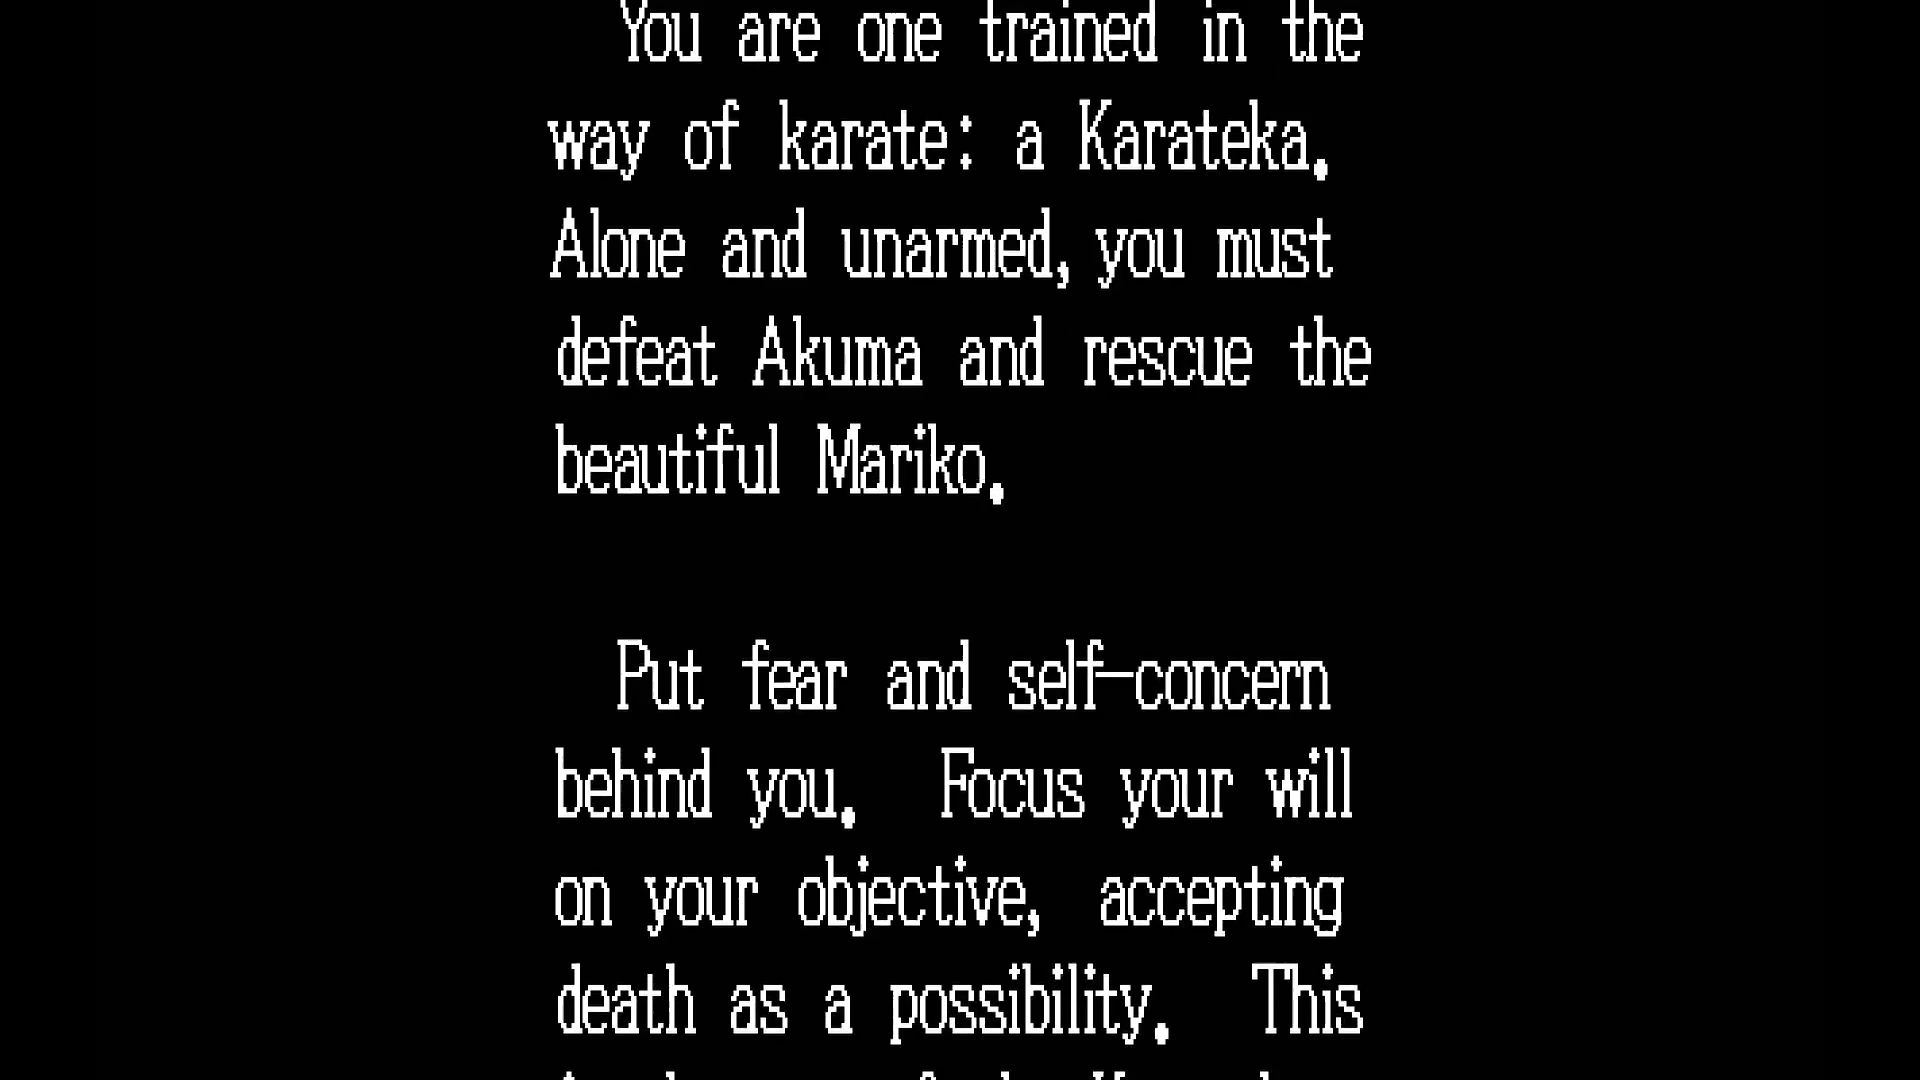 You are one trained in the
way of karate: a Karateka.
Alone and unarmed, you must
defeat Akuma and rescue the
beautiful Mariko.
Put fear and self-concern
behind you. Focus your will
on your objective, accepting
death as a possibility. This